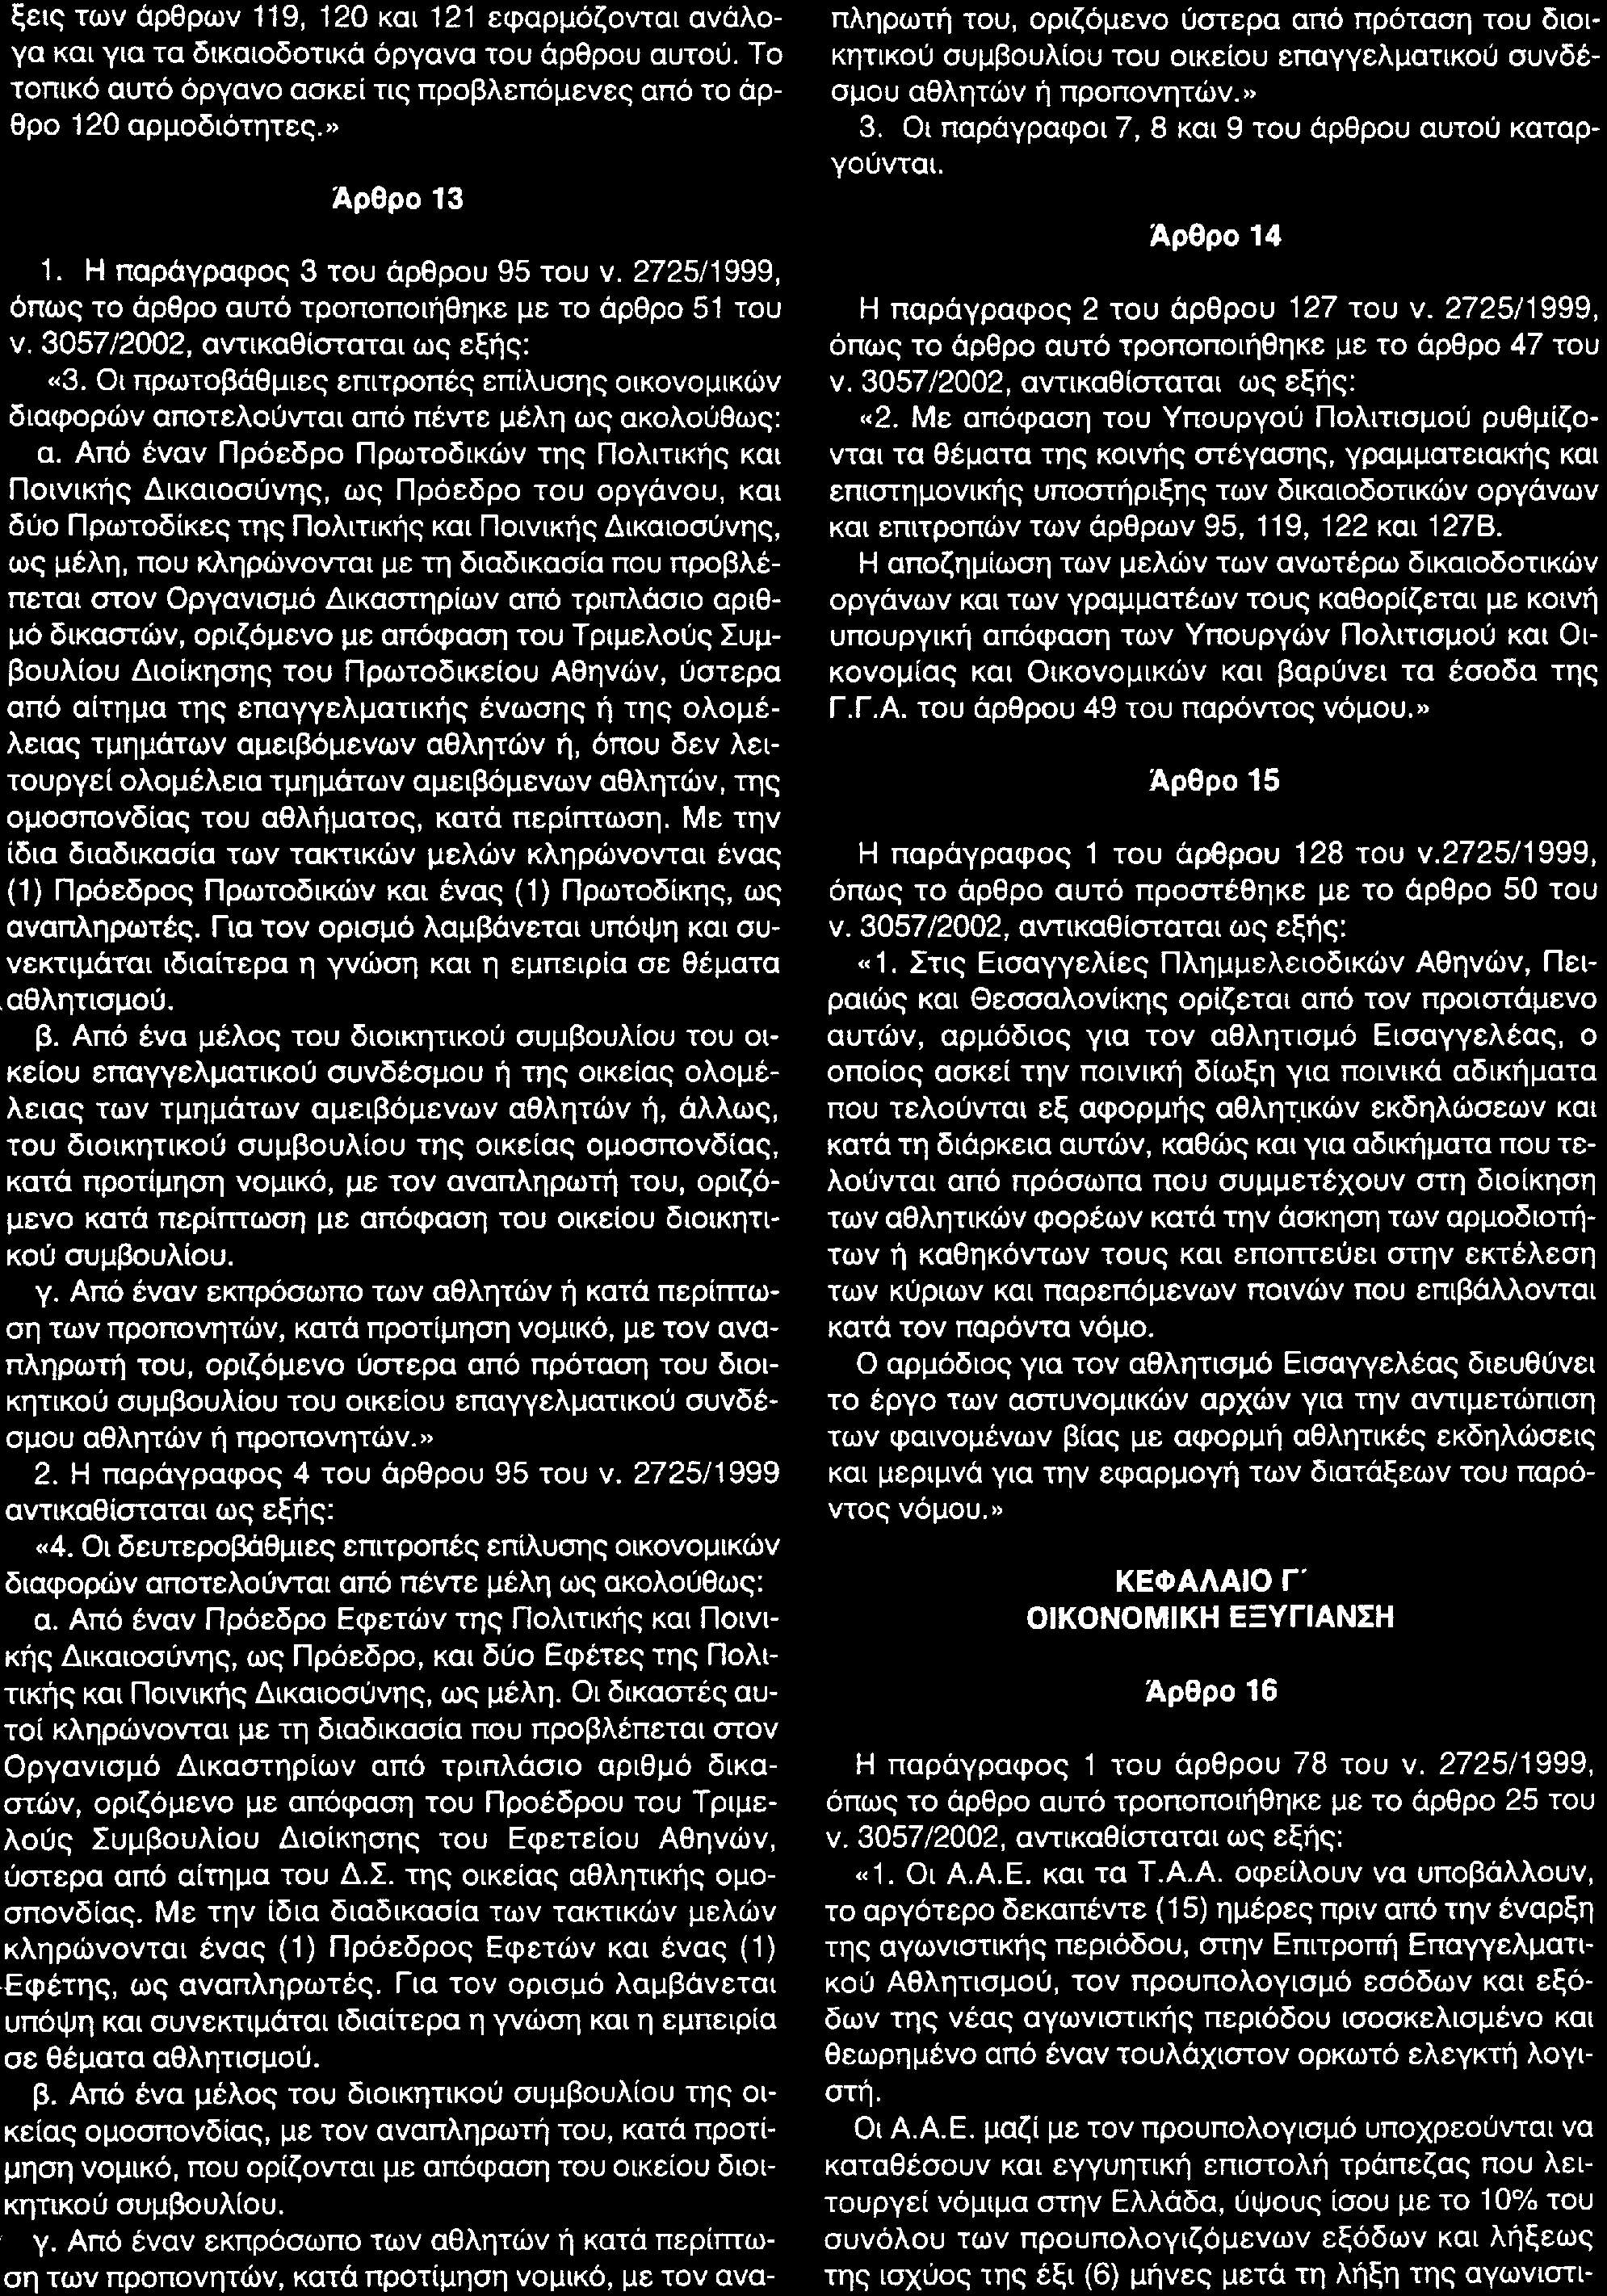 ξεις των άρθρων 119, 120 και 121 εφαρμόζονται ανάλο-
γα και για τα δικαιοδοτικά όργανα του άρθρου αυτού. Το
τοπικό αυτό όργανο ασκεί τις προβλεπόμενες από το άρ-
θρο 120 αρμοδιότητες.»
Άρθρο 13
1. Η παράγραφος 3 του άρθρου 95 του ν. 2725/1999,
όπως το άρθρο αυτό τροποποιήθηκε με το άρθρο 51 του
ν. 3057/2002, αντικαθίσταται ως εξής:
«3. Οι πρωτοβάθμιες επιτροπές επίλυσης οικονομικών
διαφορών αποτελούνται από πέντε μέλη ως ακολούθως:
α. Από έναν Πρόεδρο Πρωτοδικών της Πολιτικής και
Ποινικής Δικαιοσύνης, ως Πρόεδρο του οργάνου, και
δύο Πρωτοδίκες της Πολιτικής και Ποινικής Δικαιοσύνης,
ως μέλη, που κληρώνονται με τη διαδικασία που προβλέ-
πεται στον Οργανισμό Δικαστηρίων από τριπλάσιο αριθ-
μό δικαστών, οριζόμενο με απόφαση του Τριμελούς Συμ-
βουλίου Διοίκησης του Πρωτοδικείου Αθηνών, ύστερα
από αίτημα της επαγγελματικής ένωσης ή της ολομέ-
λειας τμημάτων αμειβόμενων αθλητών ή, όπου δεν λει-
τουργεί ολομέλεια τμημάτων αμειβόμενων αθλητών, της
ομοσπονδίας του αθλήματος, κατά περίπτωση. Με την
ίδια διαδικασία των τακτικών μελών κληρώνονται ένας
(1) Πρόεδρος Πρωτοδικών και ένας (1) Πρωτοδίκης, ως
αναπληρωτές. Για τον ορισμό λαμβάνεται υπόψη και συ-
νεκτιμάται ιδιαίτερα η γνώση και η εμπειρία σε θέματα
αθλητισμού.
β. Από ένα μέλος του διοικητικού συμβουλίου του οι-
κείου επαγγελματικού συνδέσμου ή της οικείας ολομέ-
λειας των τμημάτων αμειβόμενων αθλητών ή, άλλως,
του διοικητικού συμβουλίου της οικείας ομοσπονδίας,
κατά προτίμηση νομικό, με τον αναπληρωτή του, οριζό-
μενο κατά περίπτωση με απόφαση του οικείου διοικητι-
κού συμβουλίου.
γ. Από έναν εκπρόσωπο των αθλητών ή κατά περίπτω-
ση των προπονητών, κατά προτίμηση νομικό, με τον ανα-
πληρωτή του, οριζόμενο ύστερα από πρόταση του διοι-
κητικού συμβουλίου του οικείου επαγγελματικού συνδέ-
σμου αθλητών ή προπονητών.»
2. Η παράγραφος 4 του άρθρου 95 του ν. 2725/1999
αντικαθίσταται ως εξής:
«4. Οι δευτεροβάθμιες επιτροπές επίλυσης οικονομικών
διαφορών αποτελούνται από πέντε μέλη ως ακολούθως:
α. Από έναν Πρόεδρο Εφετών της Πολιτικής και Ποινι-
κής Δικαιοσύνης, ως Πρόεδρο, και δύο Εφέτες της Πολι-
τικής και Ποινικής Δικαιοσύνης, ως μέλη. Οι δικαστές αυ-
τοί κληρώνονται με τη διαδικασία που προβλέπεται στον
Οργανισμό Δικαστηρίων από τριπλάσιο αριθμό δικα-
στών, οριζόμενο με απόφαση του Προέδρου του Τριμε-
λούς Συμβουλίου Διοίκησης του Εφετείου Αθηνών,
ύστερα από αίτημα του Δ.Σ. της οικείας αθλητικής ομο-
σπονδίας. Με την ίδια διαδικασία των τακτικών μελών
κληρώνονται ένας (1) Πρόεδρος Εφετών και ένας (1)
Εφέτης, ως αναπληρωτές. Για τον ορισμό λαμβάνεται
υπόψη και συνεκτιμάται ιδιαίτερα η γνώση και η εμπειρία
σε θέματα αθλητισμού.
β. Από ένα μέλος του διοικητικού συμβουλίου της οι-
κείας ομοσπονδίας, με τον αναπληρωτή του, κατά προτί-
μηση νομικό, που ορίζονται με απόφαση του οικείου διοι-
κητικού συμβουλίου.
γ. Από έναν εκπρόσωπο των αθλητών ή κατά περίπτω-
ση των προπονητών, κατά προτίμηση νομικό, με τον ανα-
πληρωτή του, οριζόμενο ύστερα από πρόταση του διοι-
κητικού συμβουλίου του οικείου επαγγελματικού συνδέ-
σμου αθλητών ή προπονητών.»
3. Οι παράγραφοι 7, 8 και 9 του άρθρου αυτού καταρ-
γούνται.
Άρθρο 14
Η παράγραφος 2 του άρθρου 127 του ν. 2725/1999,
όπως το άρθρο αυτό τροποποιήθηκε με το άρθρο 47 του
ν. 3057/2002, αντικαθίσταται ως εξής:
«2. Με απόφαση του Υπουργού Πολιτισμού ρυθμίζο-
νται τα θέματα της κοινής στέγασης, γραμματειακής και
επιστημονικής υποστήριξης των δικαιοδοτικών οργάνων
και επιτροπών των άρθρων 95, 119, 122 και 127Β.
Η αποζημίωση των μελών των ανωτέρω δικαιοδοτικών
οργάνων και των γραμματέων τους καθορίζεται με κοινή
υπουργική απόφαση των Υπουργών Πολιτισμού και Οι-
κονομίας και Οικονομικών και βαρύνει τα έσοδα της
Γ.Γ.Α. του άρθρου 49 του παρόντος νόμου.»
Άρθρο 15
Η παράγραφος 1 του άρθρου 128 του ν.2725/1999,
όπως το άρθρο αυτό προστέθηκε με το άρθρο 50 του
ν. 3057/2002, αντικαθίσταται ως εξής:
«1. Στις Εισαγγελίες Πλημμελειοδικών Αθηνών, Πει-
ραιώς και Θεσσαλονίκης ορίζεται από τον προιστάμενο
αυτών, αρμόδιος για τον αθλητισμό Εισαγγελέας, ο
οποίος ασκεί την ποινική δίωξη για ποινικά αδικήματα
που τελούνται εξ αφορμής αθλητικών εκδηλώσεων και
κατά τη διάρκεια αυτών, καθώς και για αδικήματα που τε-
λούνται από πρόσωπα που συμμετέχουν στη διοίκηση
των αθλητικών φορέων κατά την άσκηση των αρμοδιοτή-
των ή καθηκόντων τους και εποπτεύει στην εκτέλεση
των κύριων και παρεπόμενων ποινών που επιβάλλονται
κατά τον παρόντα νόμο.
Ο αρμόδιος για τον αθλητισμό Εισαγγελέας διευθύνει
το έργο των αστυνομικών αρχών για την αντιμετώπιση
των φαινομένων βίας με αφορμή αθλητικές εκδηλώσεις
και μεριμνά για την εφαρμογή των διατάξεων του παρό-
ντος νόμου.»
ΚΕΦΑΛΑΙΟ Γ΄
ΟΙΚΟΝΟΜΙΚΗ ΕΞΥΓΙΑΝΣΗ
Άρθρο 16
Η παράγραφος 1 του άρθρου 78 του ν. 2725/1999,
όπως το άρθρο αυτό τροποποιήθηκε με το άρθρο 25 του
ν. 3057/2002, αντικαθίσταται ως εξής:
«1. Οι Α.Α.Ε. και τα Τ.Α.Α. οφείλουν να υποβάλλουν,
το αργότερο δεκαπέντε (15) ημέρες πριν από την έναρξη
της αγωνιστικής περιόδου, στην Επιτροπή Επαγγελματι-
κού Αθλητισμού, τον προυπολογισμό εσόδων και εξό-
δων της νέας αγωνιστικής περιόδου ισοσκελισμένο και
θεωρημένο από έναν τουλάχιστον ορκωτό ελεγκτή λογι-
στή.
Οι Α.Α.Ε. μαζί με τον προυπολογισμό υποχρεούνται να
καταθέσουν και εγγυητική επιστολή τράπεζας που λει-
τουργεί νόμιμα στην Ελλάδα, ύψους ίσου με το 10% του
συνόλου των προυπολογιζόμενων εξόδων και λήξεως
της ισχύος της έξι (6) μήνες μετά τη λήξη της αγωνιστι-